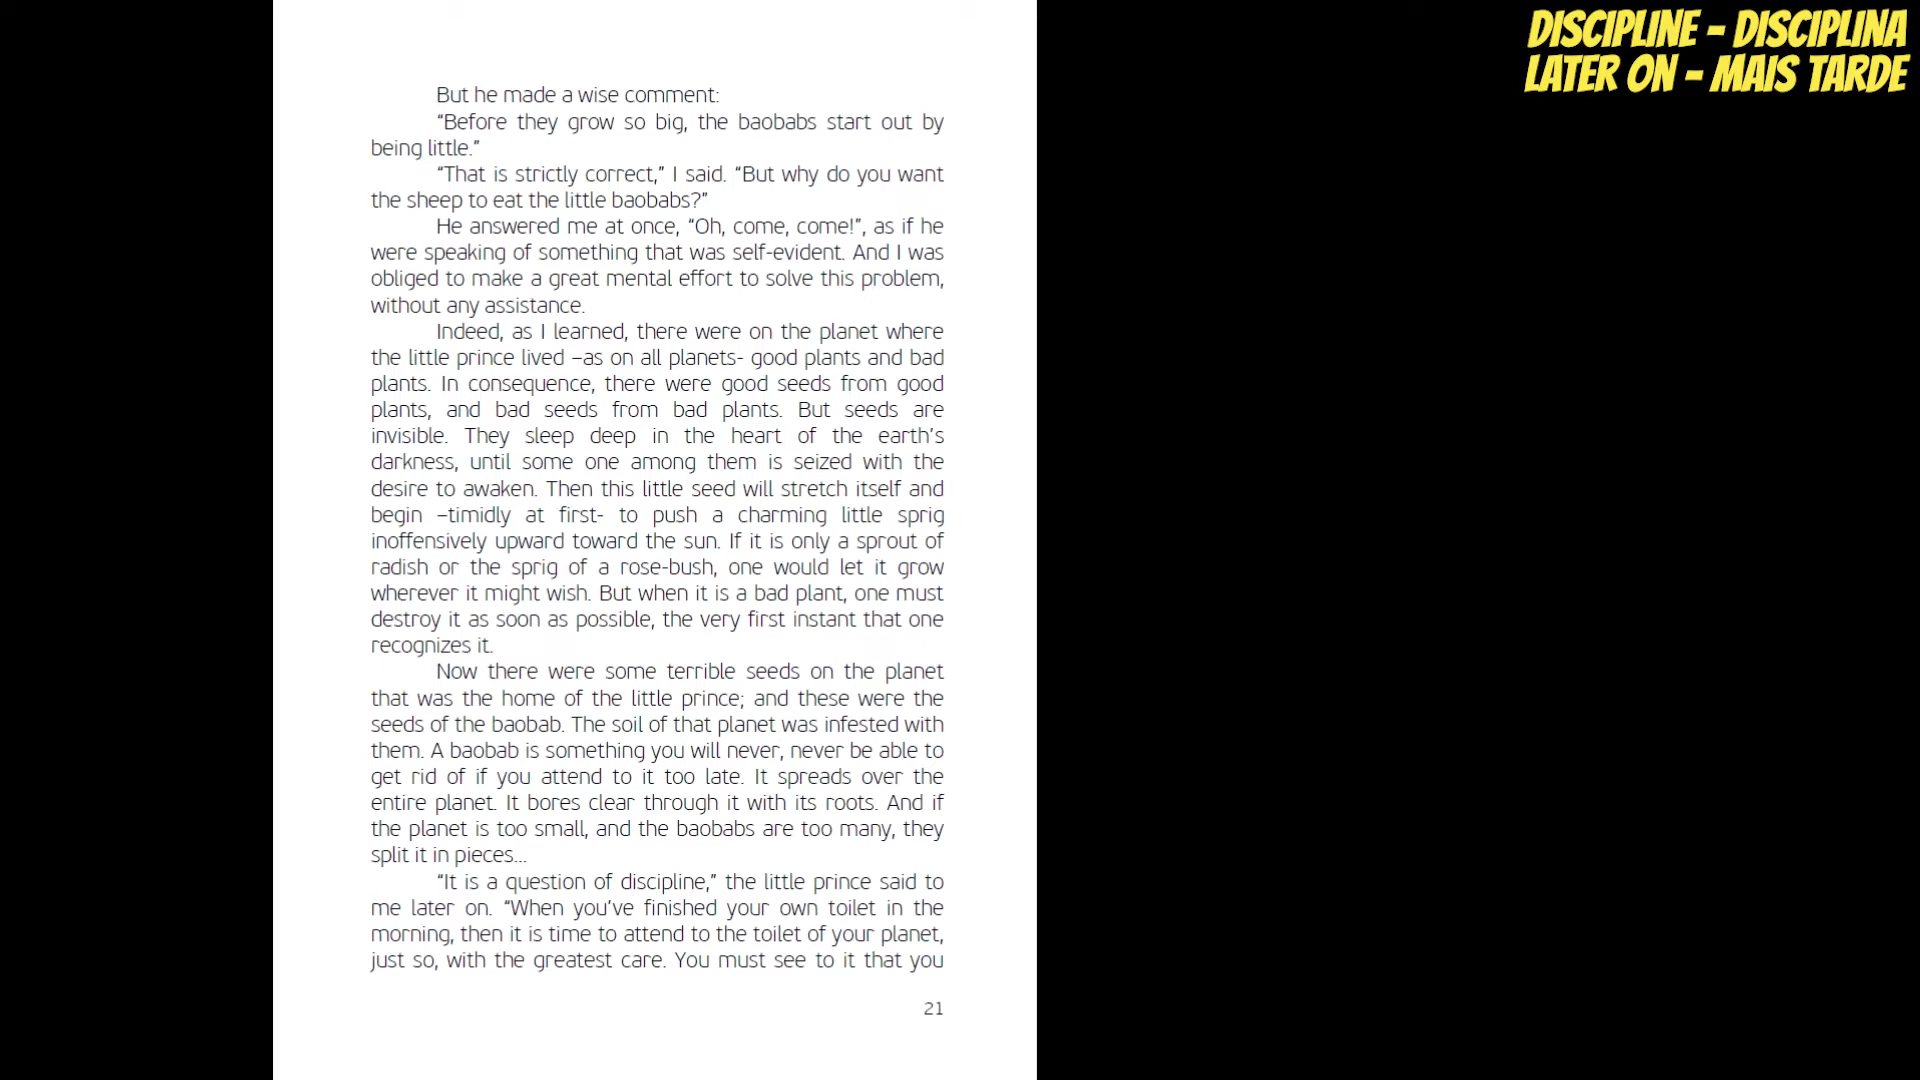 But he made a wise comment:
“Before they grow so big, the baobabs start out by
being little.”
“That is strictly correct,” I said. “But why do you want
the sheep to eat the little baobabs?”
He answered me at once, “Oh, come, come!”, as if he
were speaking of something that was self-evident. And I was
obliged to make a great mental effort to solve this problem,
without any assistance.
Indeed, as I learned, there were on the planet where
the little prince lived –as on all planets- good plants and bad
plants. In consequence, there were good seeds from good
plants, and bad seeds from bad plants. But seeds are
invisible. They sleep deep in the heart of the earth’s
darkness, until some one among them is seized with the
desire to awaken. Then this little seed will stretch itself and
begin –timidly at first- to push a charming little sprig
inoffensively upward toward the sun. If it is only a sprout of
radish or the sprig of a rose-bush, one would let it grow
wherever it might wish. But when it is a bad plant, one must
destroy it as soon as possible, the very first instant that one
recognizes it.
Now there were some terrible seeds on the planet
that was the home of the little prince; and these were the
seeds of the baobab. The soil of that planet was infested with
them. A baobab is something you will never, never be able to
get rid of if you attend to it too late. It spreads over the
entire planet. It bores clear through it with its roots. And if
the planet is too small, and the baobabs are too many, they
split it in pieces...
“It is a question of discipline,” the little prince said to
me later on. “When you’ve finished your own toilet in the
morning, then it is time to attend to the toilet of your planet,
just so, with the greatest care. You must see to it that you
21
DISCIPLINE - DISCIPLINA
LATER ON - MAIS TARDE